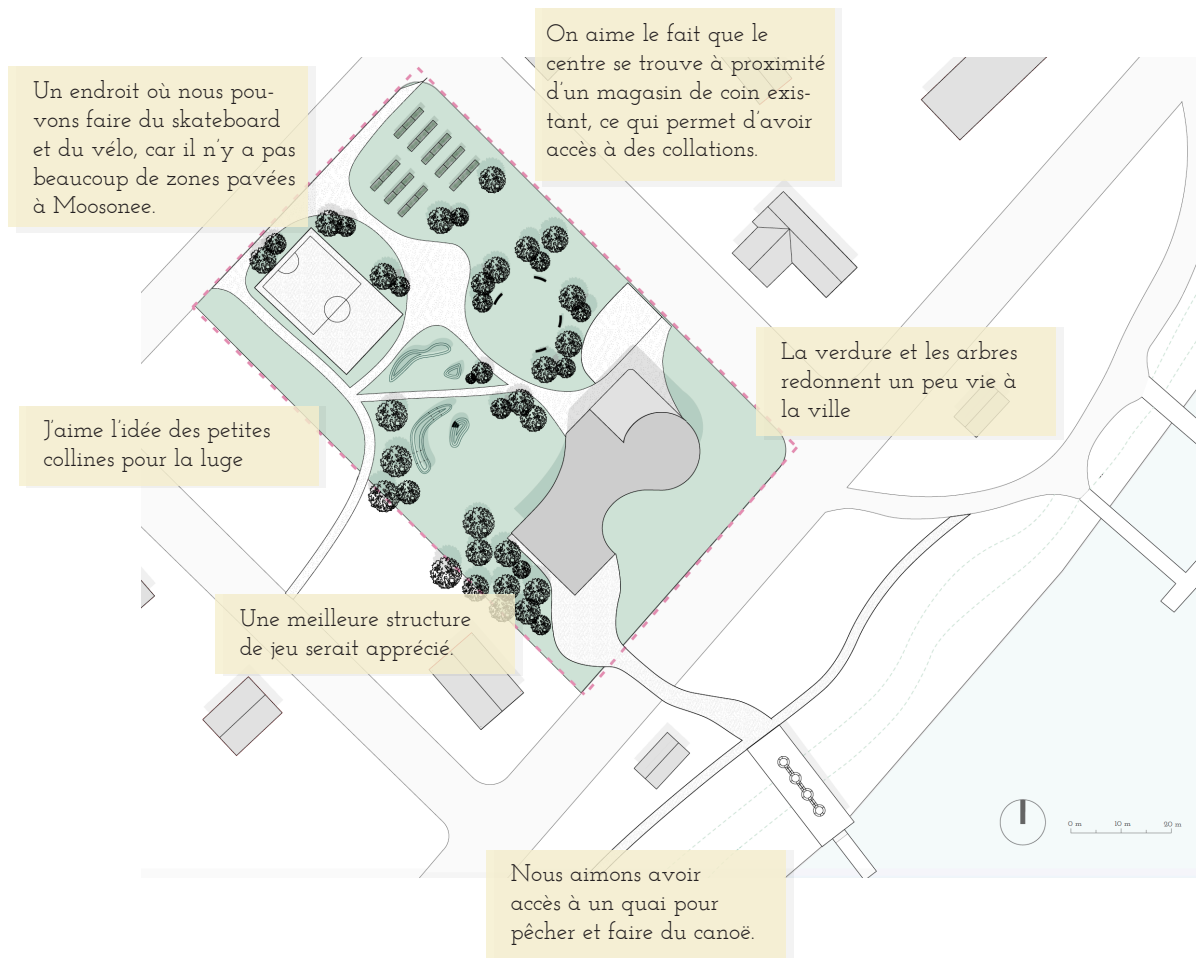 On aime le fait que le
centre se trouve à proximité
d'un magasin de coin exis-
tant, ce qui permet d'avoir
accès à des collations.
Un endroit où nous pou-
vons faire du skateboard
et du vélo, car il n'y a pas
beaucoup de zones pavées
à Moosonee.
La verdure et les arbres
redonnent un peu vie à
la ville
J'aime l'idée des petites
collines pour la luge
Une meilleure structure
de jeu serait apprécié.
0 m 10 m 20 m
Nous aimons avoir
accès à un quai pour
pêcher et faire du canoë.